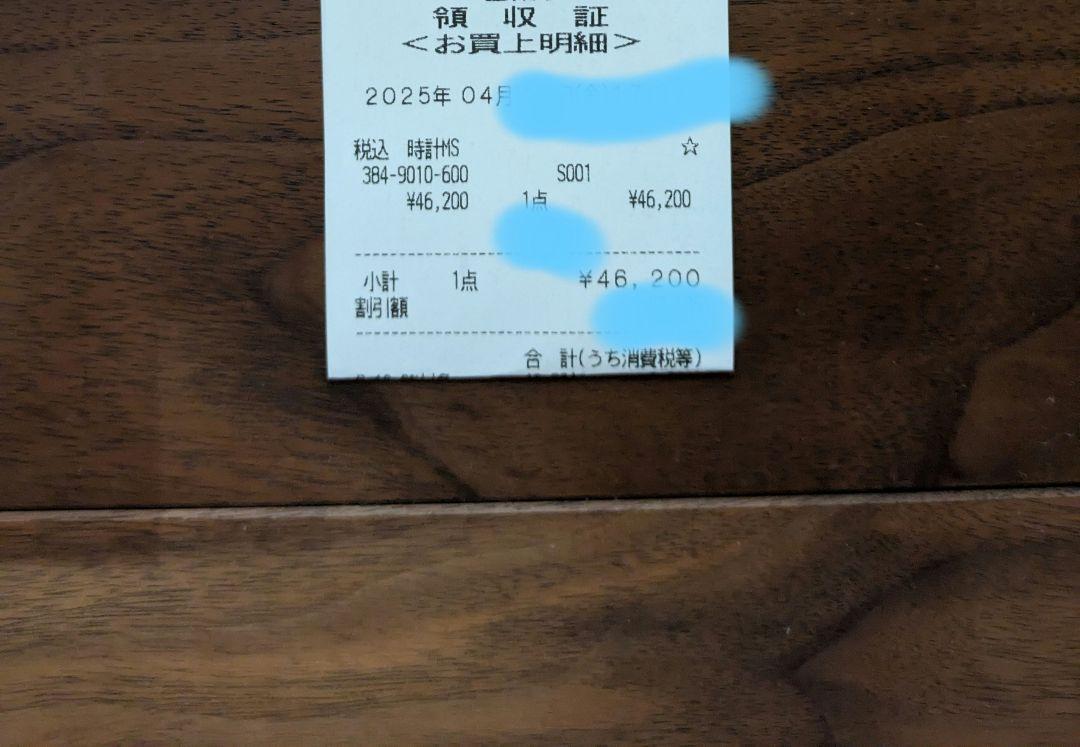 領収証
<お買上明細>
2025年04月
税込 時計MS ☆
384-9010-600 S001
¥46,200 1点 ¥46,200
小計 1点 ¥46,200
割引額
合計(うち消費税等)